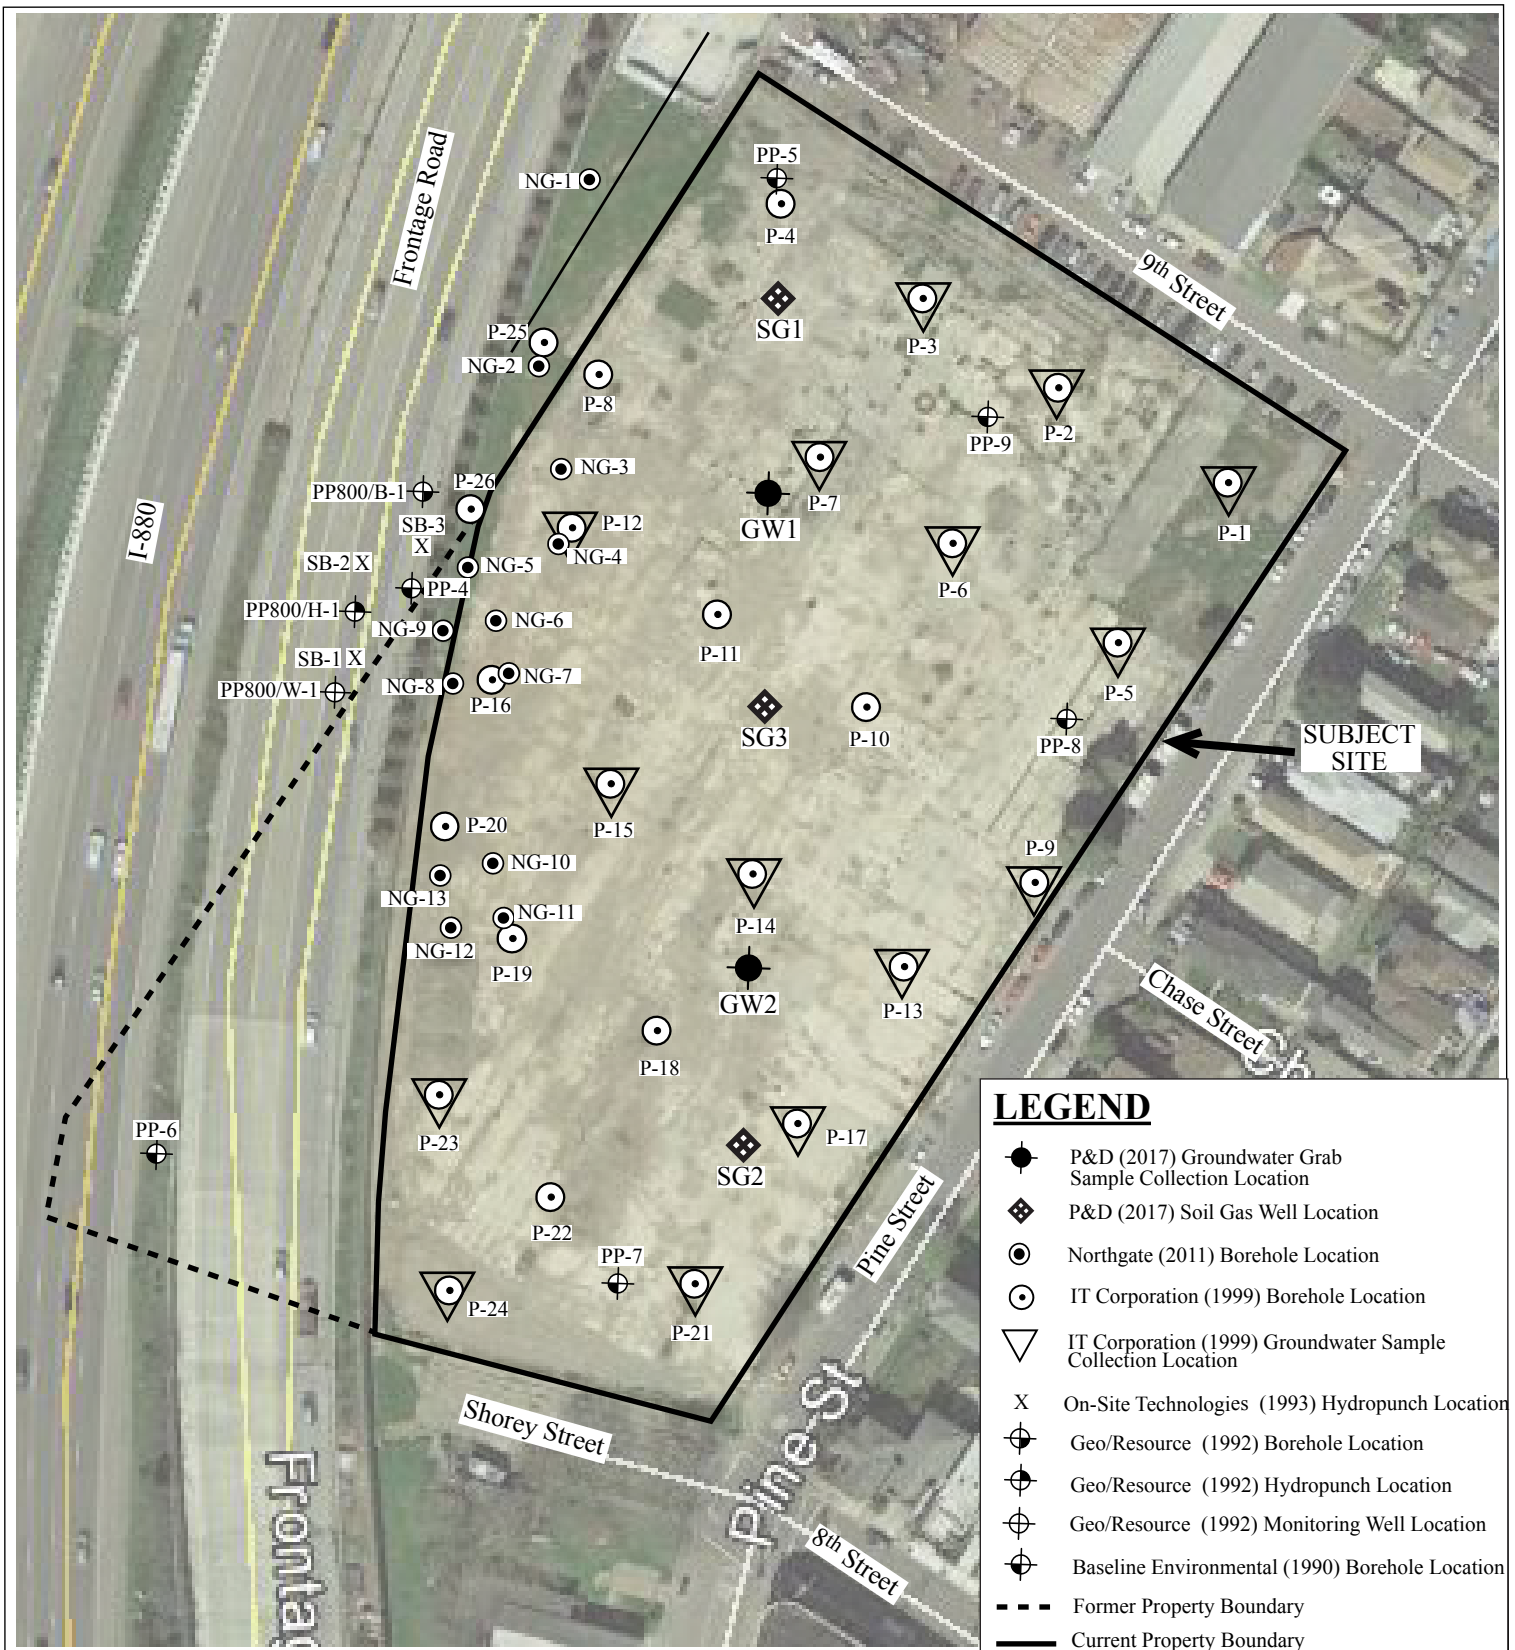 PP-5
NG-1
P-4
Frontage Road
9th Street
SG1
P-3
P-25
NG-2
P-8
PP-9
P-2
NG-3
P-7
P-26
PP800/B-1
GW1
P-1
I-880
SB-3
X
P-12
NG-4
SB-2 X
NG-5
PP-4
P-6
PP800/H-1
NG-9
NG-6
P-11
SB-1 X
NG-7
NG-8
PP800/W-1
P-16
P-5
SG3
P-10
PP-8
SUBJECT
SITE
P-20
P-15
NG-10
P-9
NG-13
NG-11
P-14
NG-12
P-19
GW2
P-13
Chase Street
Ch
P-18
PP-6
P-23
P-17
SG2
P-22
Pine Street
PP-7
P-24
P-21
Shorey Street
Pine St
Frontag
8th Street
LEGEND
P&D (2017) Groundwater Grab
Sample Collection Location
P&D (2017) Soil Gas Well Location
Northgate (2011) Borehole Location
IT Corporation (1999) Borehole Location
IT Corporation (1999) Groundwater Sample
Collection Location
X On-Site Technologies (1993) Hydropunch Location
Geo/Resource (1992) Borehole Location
Geo/Resource (1992) Hydropunch Location
Geo/Resource (1992) Monitoring Well Location
Baseline Environmental (1990) Borehole Location
Former Property Boundary
Current Property Boundary